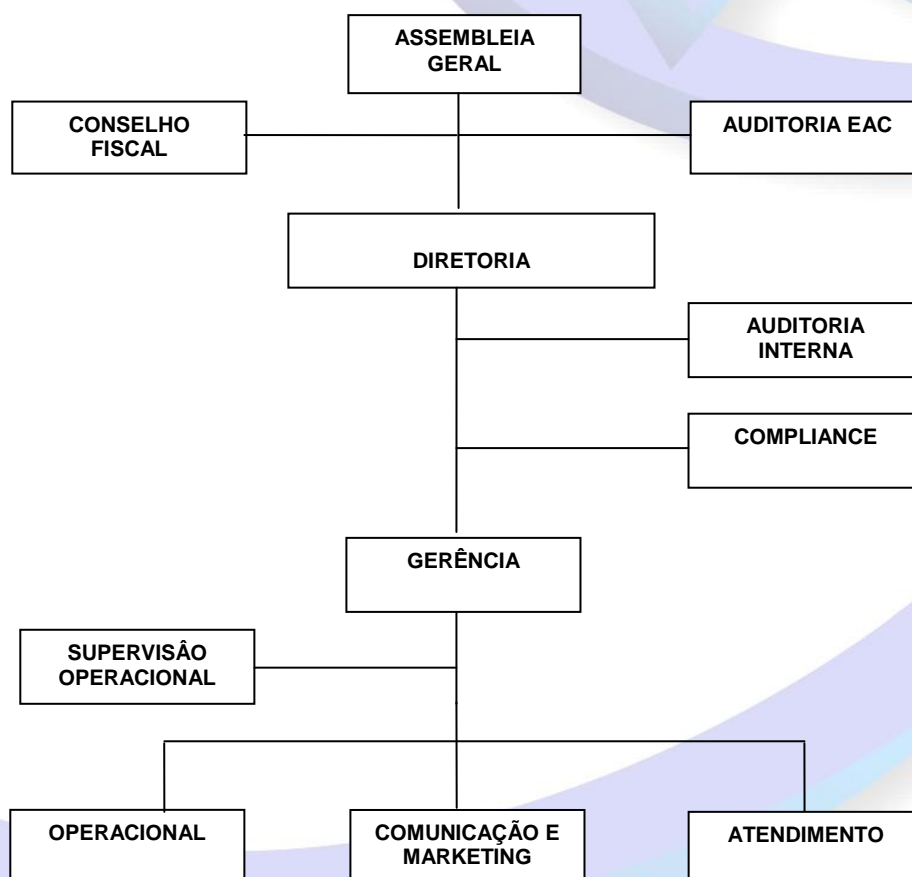 ASSEMBLEIA
GERAL
CONSELHO
FISCAL
AUDITORIA EAC
DIRETORIA
AUDITORIA
INTERNA
COMPLIANCE
GERÊNCIA
SUPERVISÂO
OPERACIONAL
OPERACIONAL
COMUNICAÇÃO E
MARKETING
ATENDIMENTO